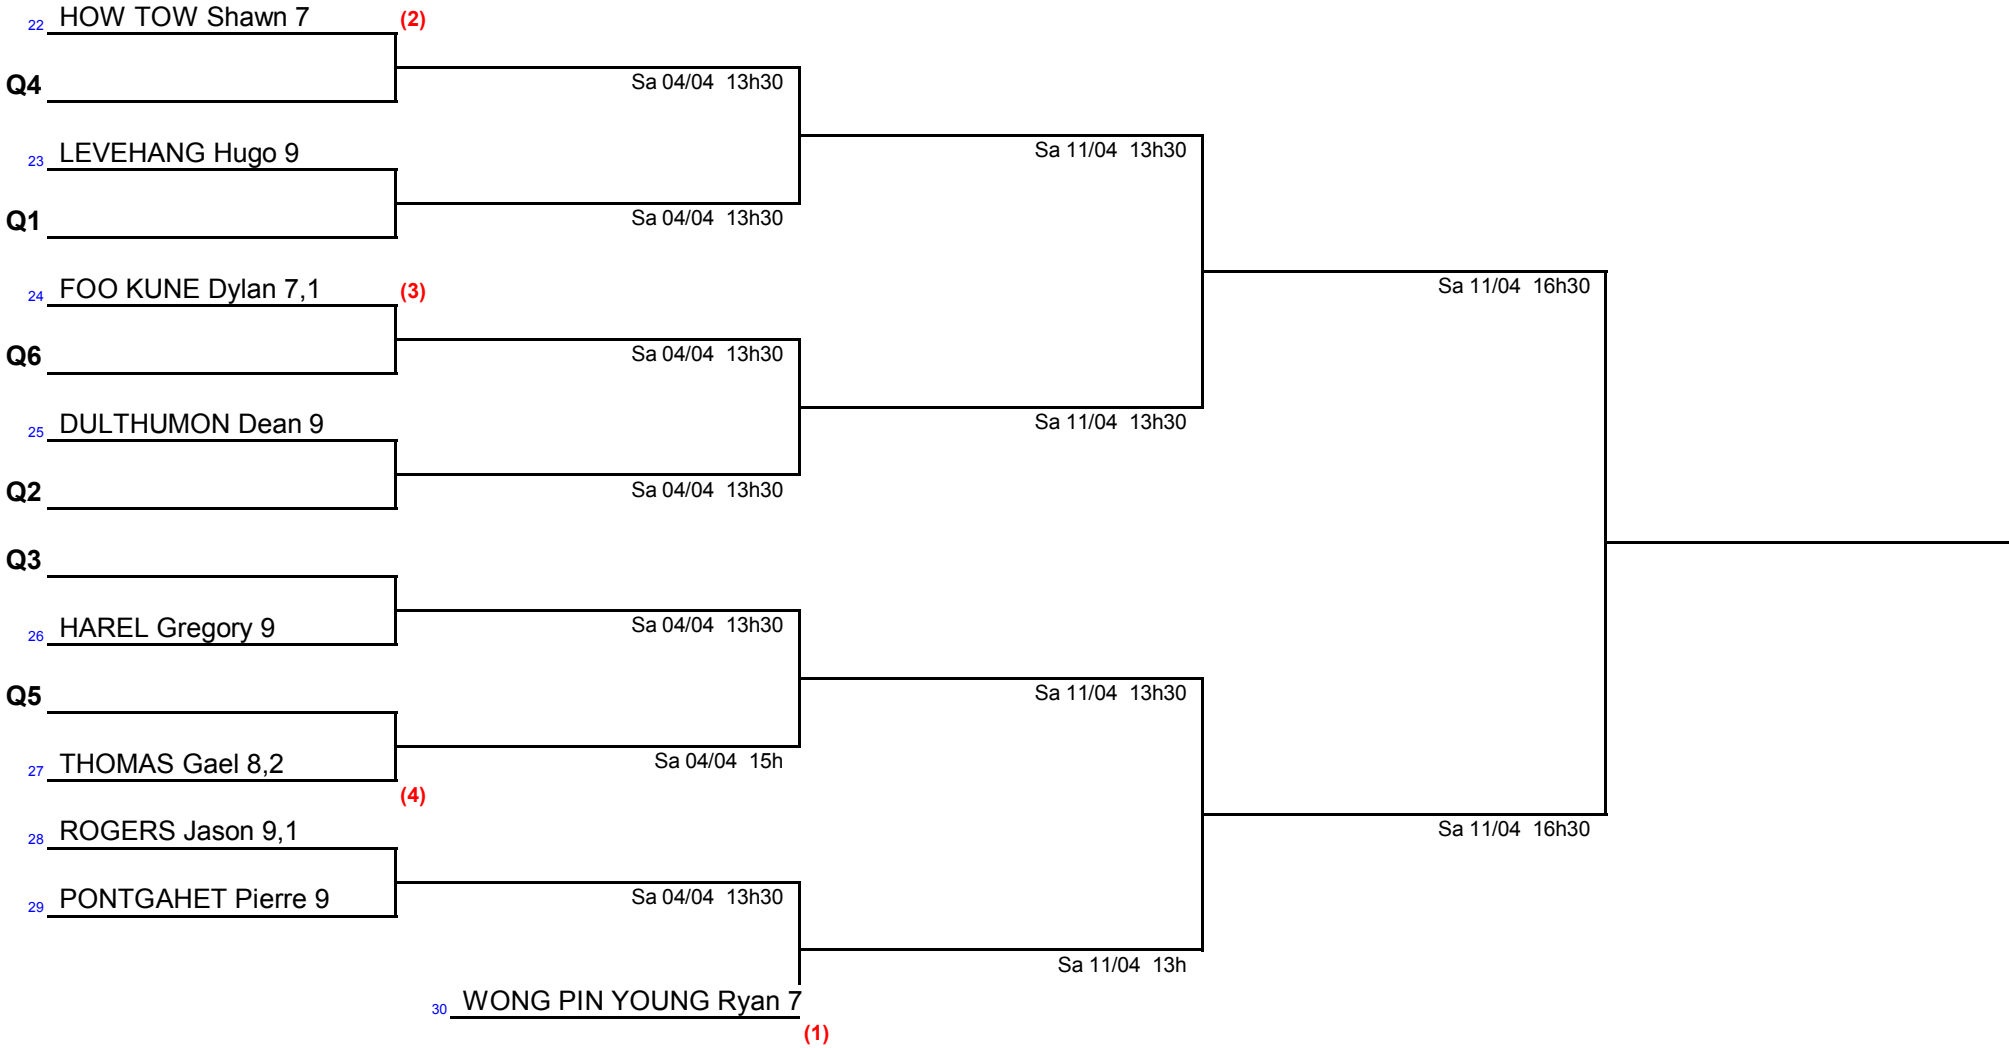 22 HOW TOW Shawn 7 (2)
Sa 04/04 13h30
Q4
Sa 11/04 13h30
23 LEVEHANG Hugo 9
Sa 04/04 13h30
Q1
Sa 11/04 16h30
24 FOO KUNE Dylan 7,1 (3)
Sa 04/04 13h30
Q6
Sa 11/04 13h30
25 DULTHUMON Dean 9
Sa 04/04 13h30
Q2
Q3
Sa 04/04 13h30
26 HAREL Gregory 9
Sa 11/04 13h30
Q5
Sa 04/04 15h
27 THOMAS Gael 8,2
(4)
Sa 11/04 16h30
28 ROGERS Jason 9,1
Sa 04/04 13h30
29 PONTGAHET Pierre 9
Sa 11/04 13h
30 WONG PIN YOUNG Ryan 7
(1)